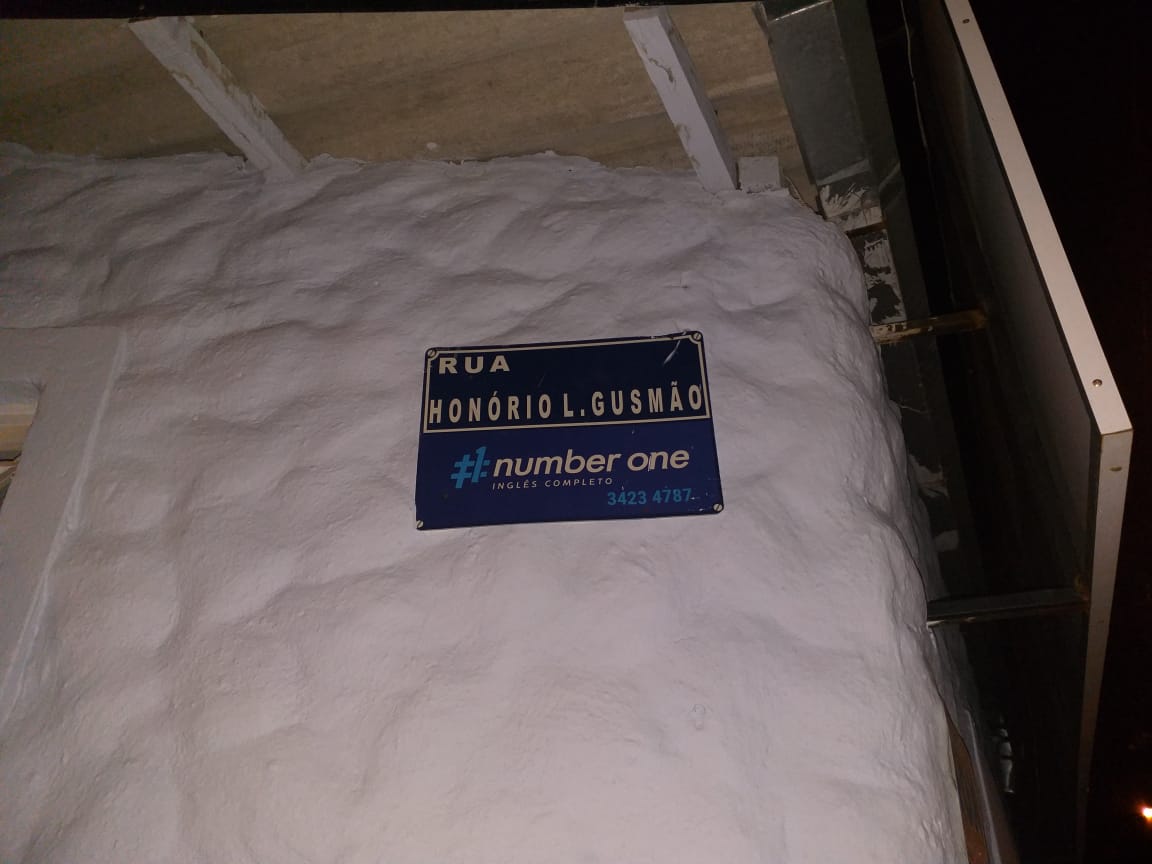 RUA
HONÓRIO L. GUSMÃO
#1 number one
INGLÊS COMPLETO
3423 4787